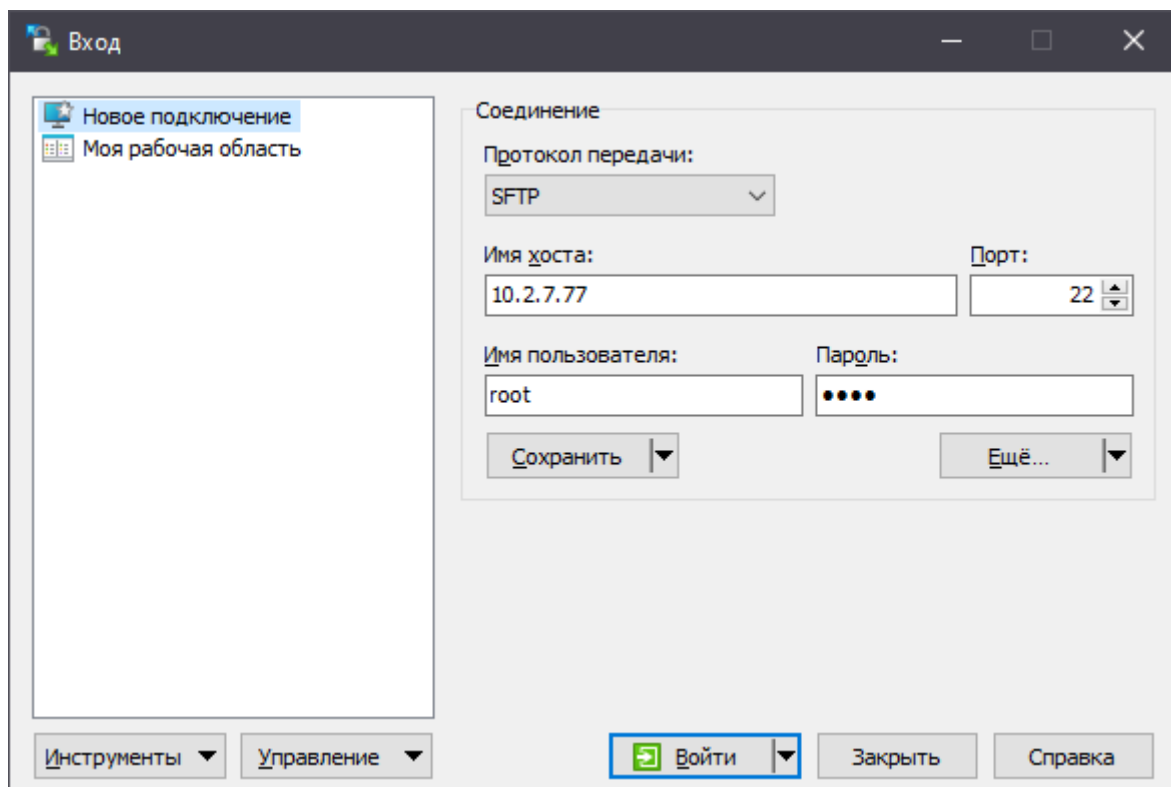 Вход
Новое подключение
Моя рабочая область
Соединение
Протокол передачи:
SFTP
Имя хоста:
Порт:
10.2.7.77
22
Имя пользователя:
Пароль:
root
••••
Сохранить
Ещё...
Инструменты
Управление
Войти
Закрыть
Справка